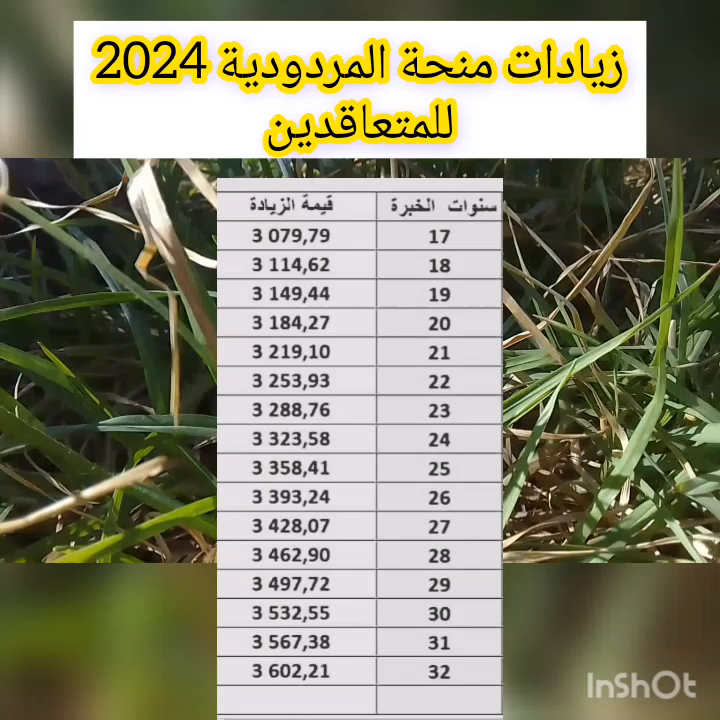 زيادات منحة المردودية 2024
للمتعاقدين
سنوات الخبرة قيمة الزيادة
17 3 079,79
18 3 114,62
19 3 149,44
20 3 184,27
21 3 219,10
22 3 253,93
23 3 288,76
24 3 323,58
25 3 358,41
26 3 393,24
27 3 428,07
28 3 462,90
29 3 497,72
30 3 532,55
31 3 567,38
32 3 602,21
InShOt